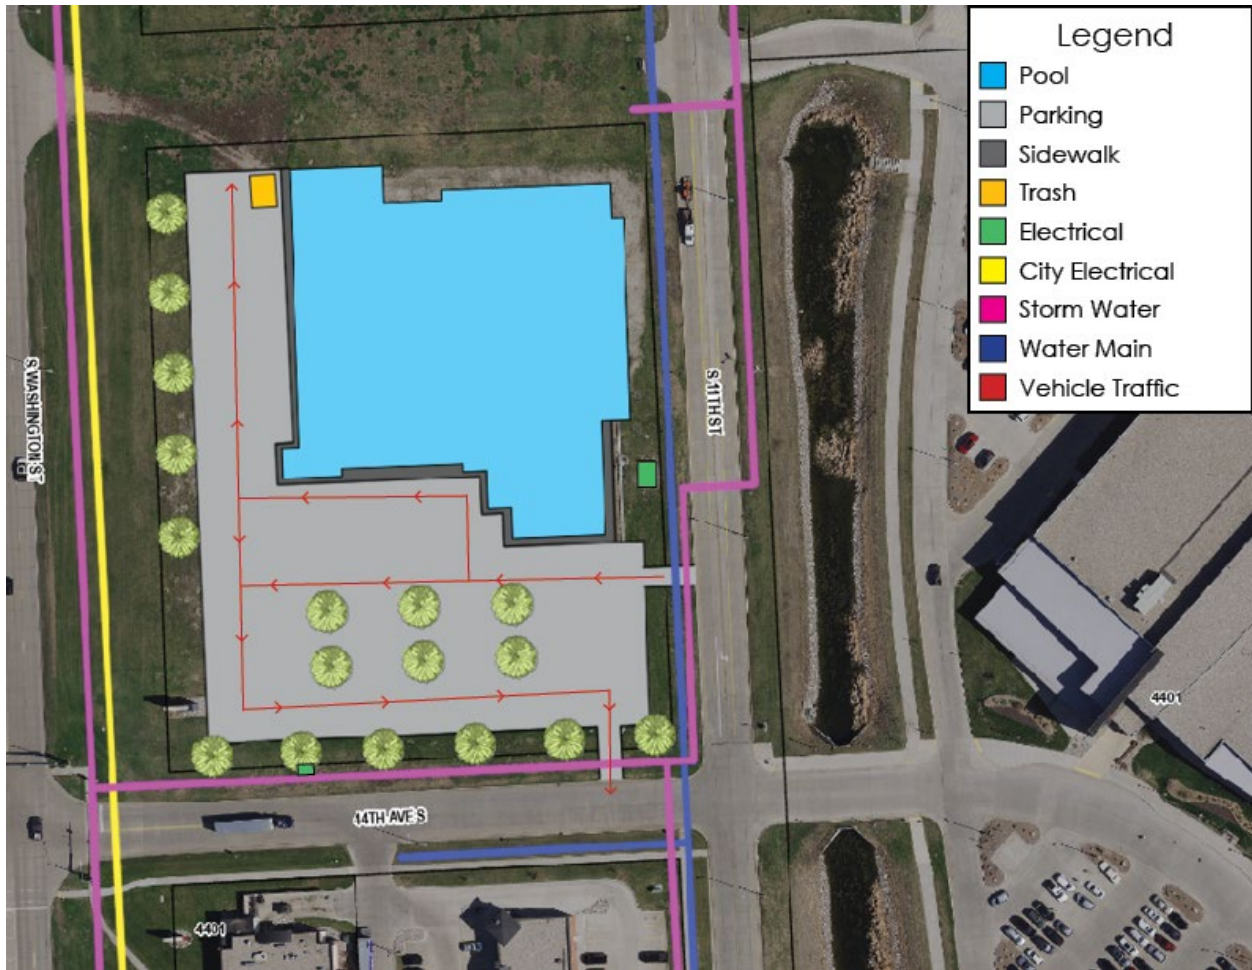 Legend
Pool
Parking
Sidewalk
Trash
Electrical
City Electrical
Storm Water
Water Main
Vehicle Traffic
S WASHINGTON ST
S 11TH ST
4401
44TH AVE S
4401